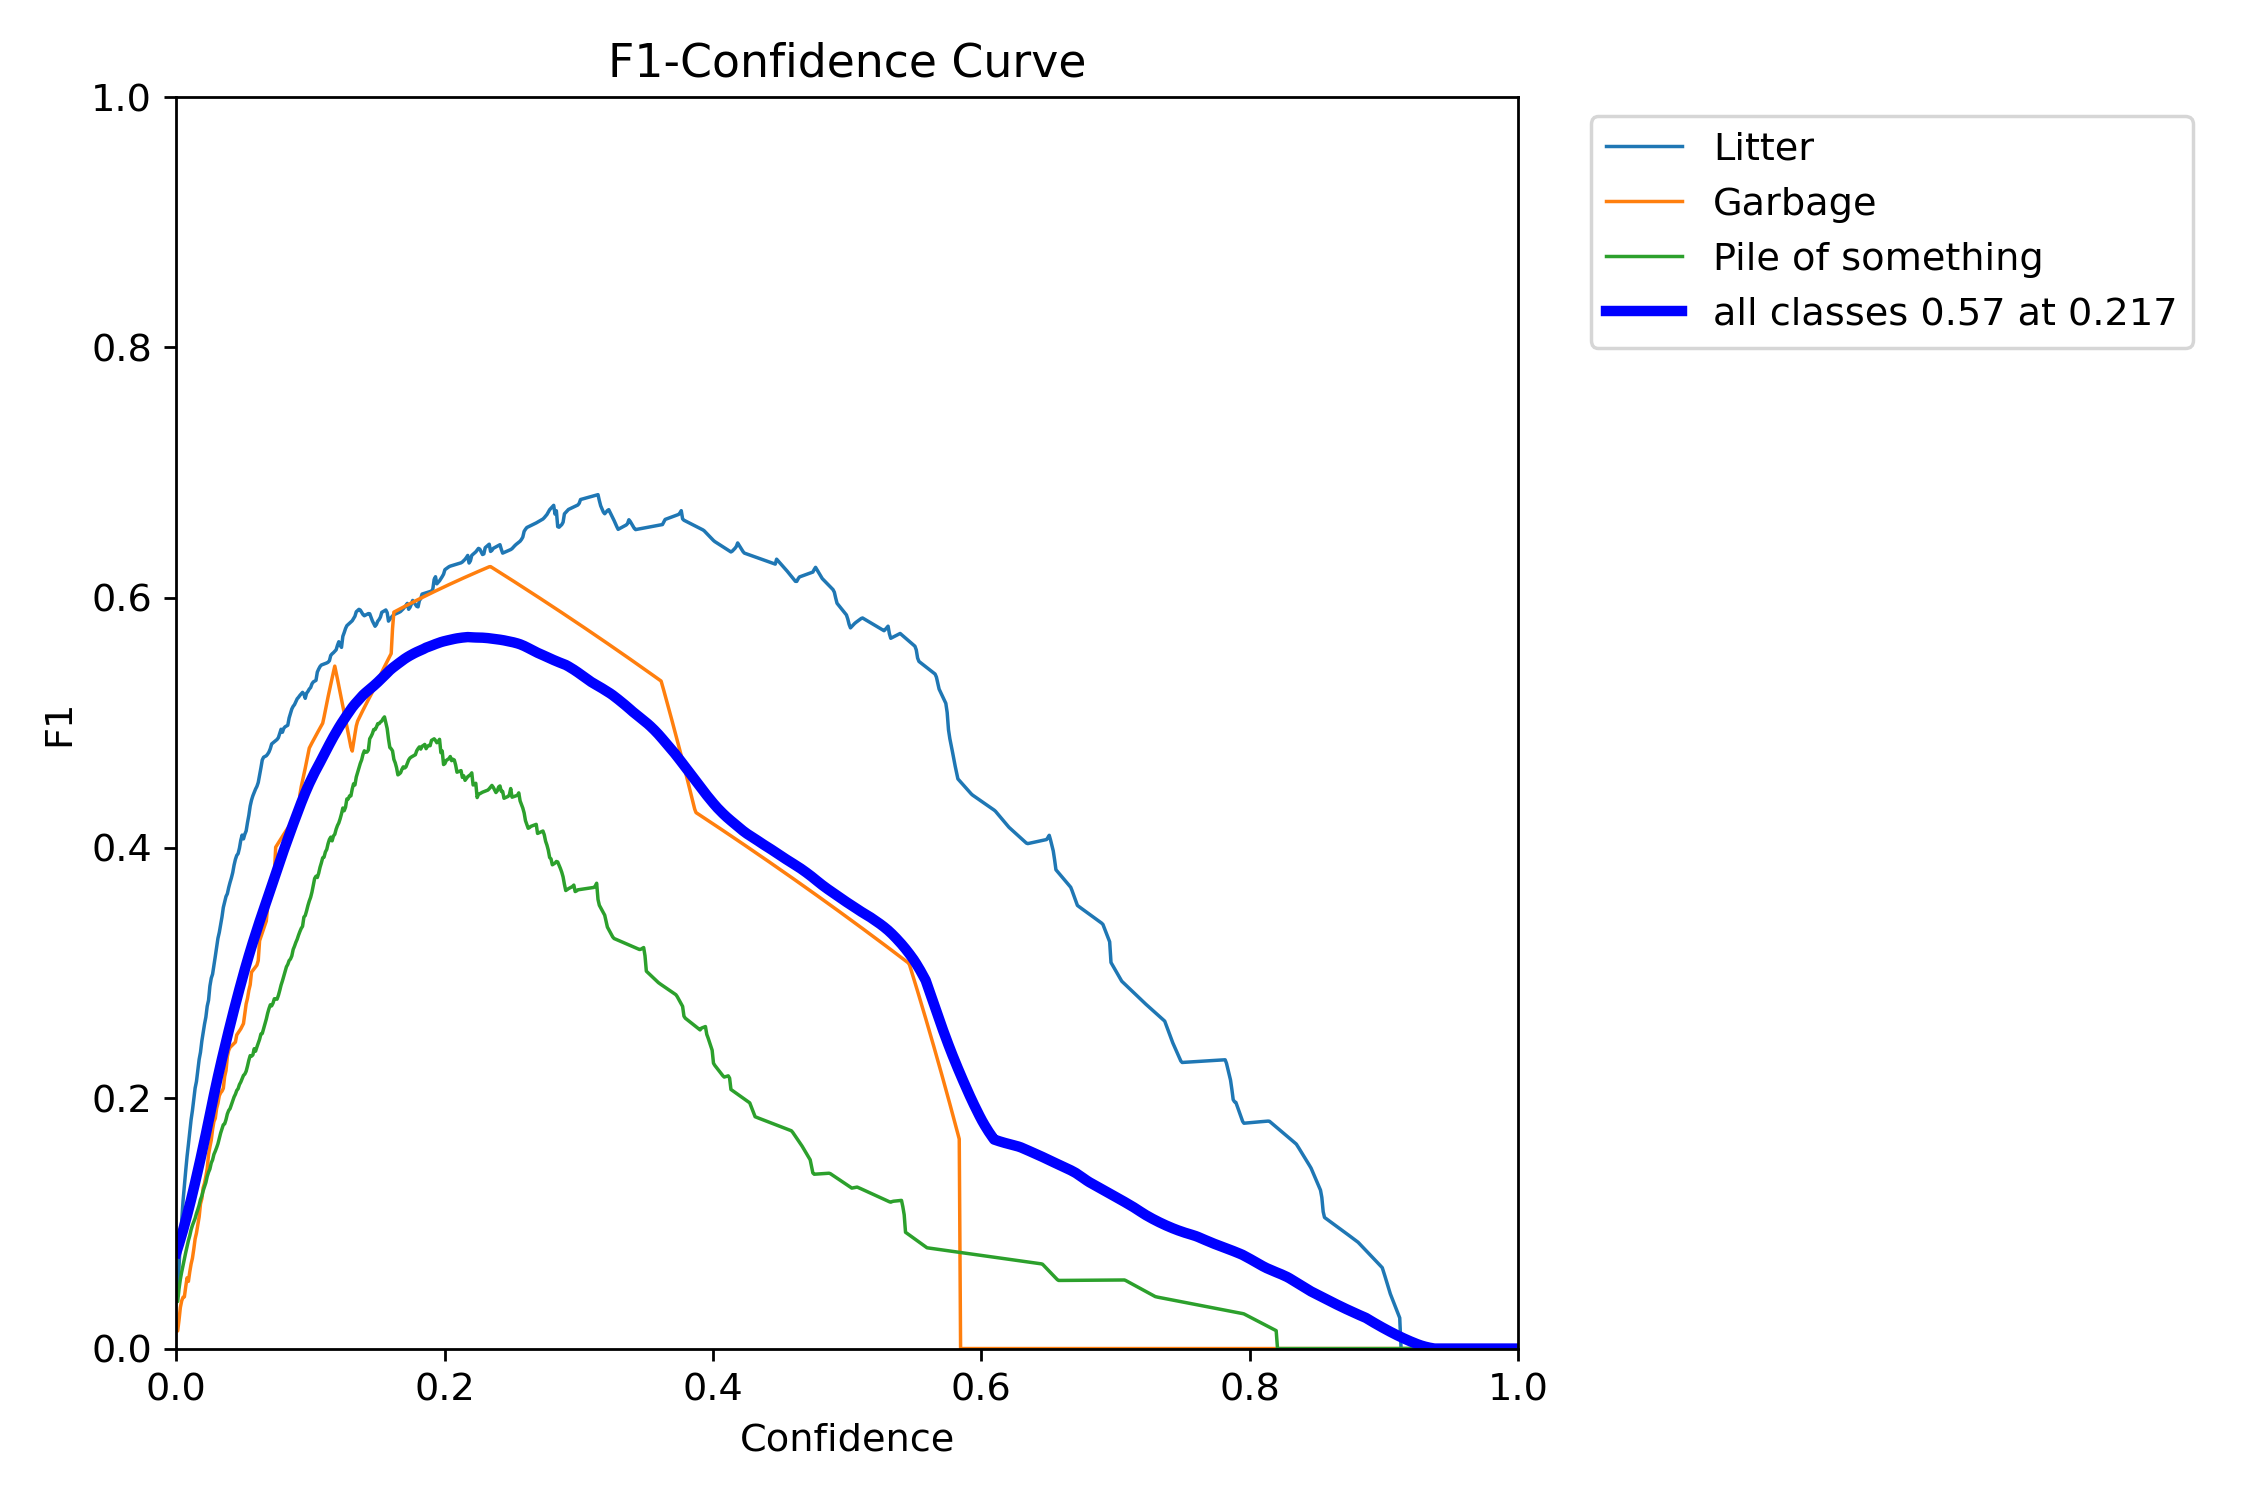 F1-Confidence Curve
1.0
0.8
0.6
0.4
0.2
0.0
F1
0.0 0.2 0.4 0.6 0.8 1.0
Confidence
Litter
Garbage
Pile of something
all classes 0.57 at 0.217